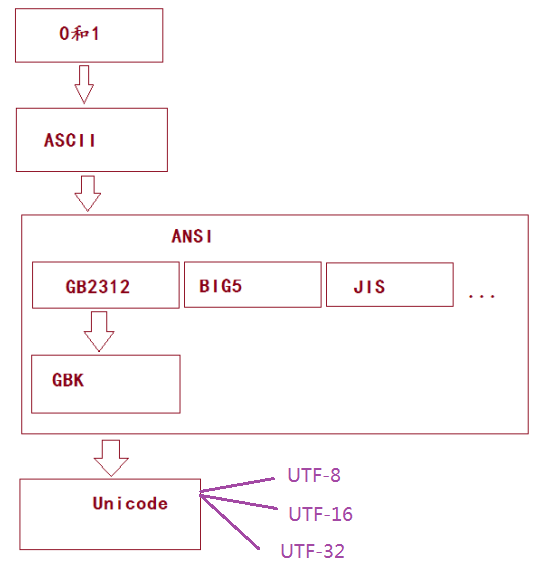 0和1
ASCII
ANSI
GB2312
BIG5
JIS
...
GBK
Unicode
UTF-8
UTF-16
UTF-32